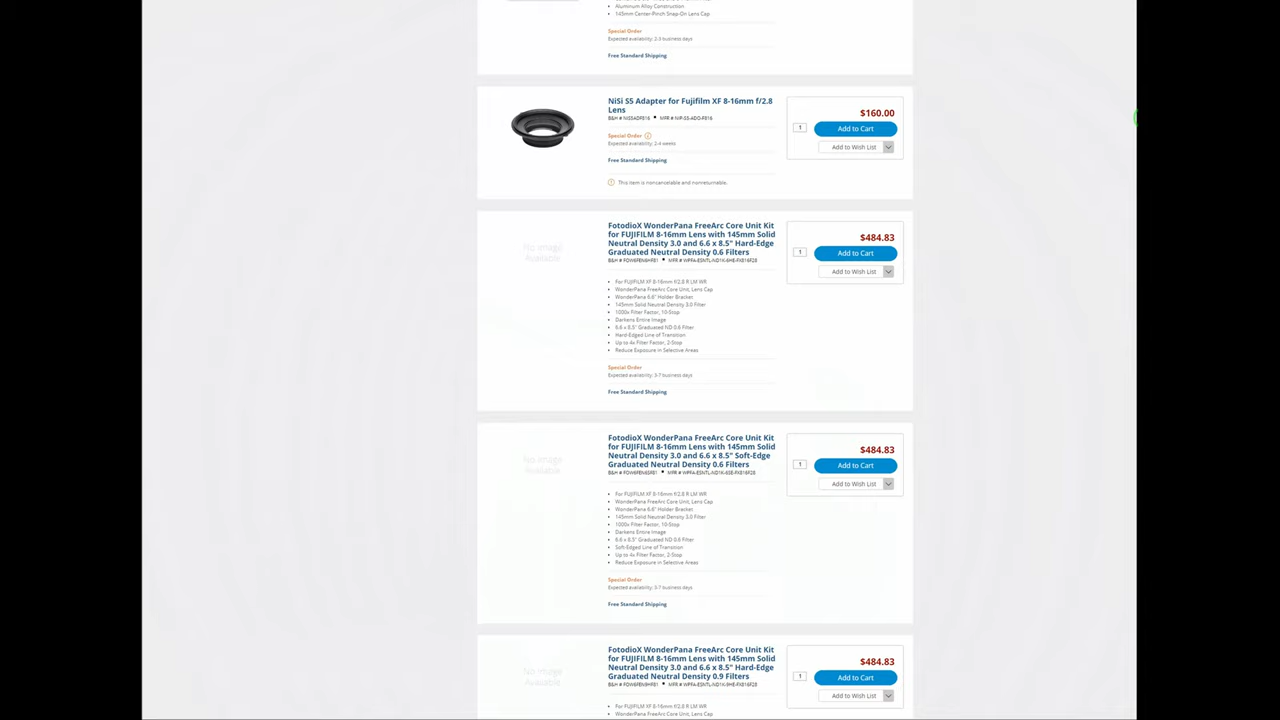 Aluminum Alloy Construction
145mm Center-Pinch Snap-On Lens Cap
Special Order
Expected availability: 2-3 business days
Free Standard Shipping
NiSi S5 Adapter for Fujifilm XF 8-16mm f/2.8
Lens
$160.00
1
Add to Cart
Add to Wish List
Special Order
Expected availability: 2-4 weeks
Free Standard Shipping
This item is noncancelable and nonreturnable.
No Image
Available
FotodioX WonderPana FreeArc Core Unit Kit
for FUJIFILM 8-16mm Lens with 145mm Solid
Neutral Density 3.0 and 6.6 x 8.5" Hard-Edge
Graduated Neutral Density 0.6 Filters
$484.83
1
Add to Cart
Add to Wish List
For FUJIFILM XF 8-16mm f/2.8 R LM WR
WonderPana FreeArc Core Unit, Lens Cap
WonderPana 6.6" Holder Bracket
145mm Solid Neutral Density 3.0 Filter
1000x Filter Factor, 10-Stop
Darkens Entire Image
6.6 x 8.5" Graduated ND 0.6 Filter
Hard-Edged Line of Transition
Up to 4x Filter Factor, 2-Stop
Reduce Exposure in Selective Areas
Special Order
Expected availability: 3-7 business days
Free Standard Shipping
No Image
Available
FotodioX WonderPana FreeArc Core Unit Kit
for FUJIFILM 8-16mm Lens with 145mm Solid
Neutral Density 3.0 and 6.6 x 8.5" Soft-Edge
Graduated Neutral Density 0.6 Filters
$484.83
1
Add to Cart
Add to Wish List
For FUJIFILM XF 8-16mm f/2.8 R LM WR
WonderPana FreeArc Core Unit, Lens Cap
WonderPana 6.6" Holder Bracket
145mm Solid Neutral Density 3.0 Filter
1000x Filter Factor, 10-Stop
Darkens Entire Image
6.6 x 8.5" Graduated ND 0.6 Filter
Soft-Edged Line of Transition
Up to 4x Filter Factor, 2-Stop
Reduce Exposure in Selective Areas
Special Order
Expected availability: 3-7 business days
Free Standard Shipping
No Image
Available
FotodioX WonderPana FreeArc Core Unit Kit
for FUJIFILM 8-16mm Lens with 145mm Solid
Neutral Density 3.0 and 6.6 x 8.5" Hard-Edge
Graduated Neutral Density 0.9 Filters
$484.83
1
Add to Cart
Add to Wish List
For FUJIFILM XF 8-16mm f/2.8 R LM WR
WonderPana FreeArc Core Unit, Lens Cap